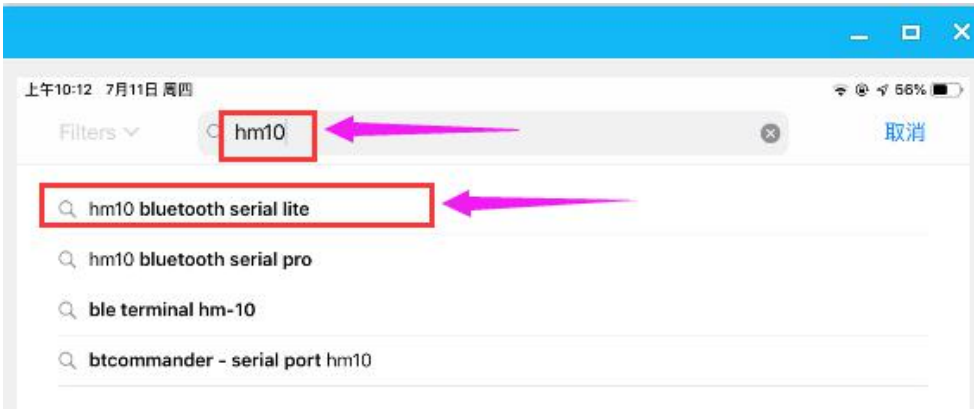 上午10:12 7月11日 周四 56%
Filters hm10 取消
hm10 bluetooth serial lite
hm10 bluetooth serial pro
ble terminal hm-10
btcommander - serial port hm10